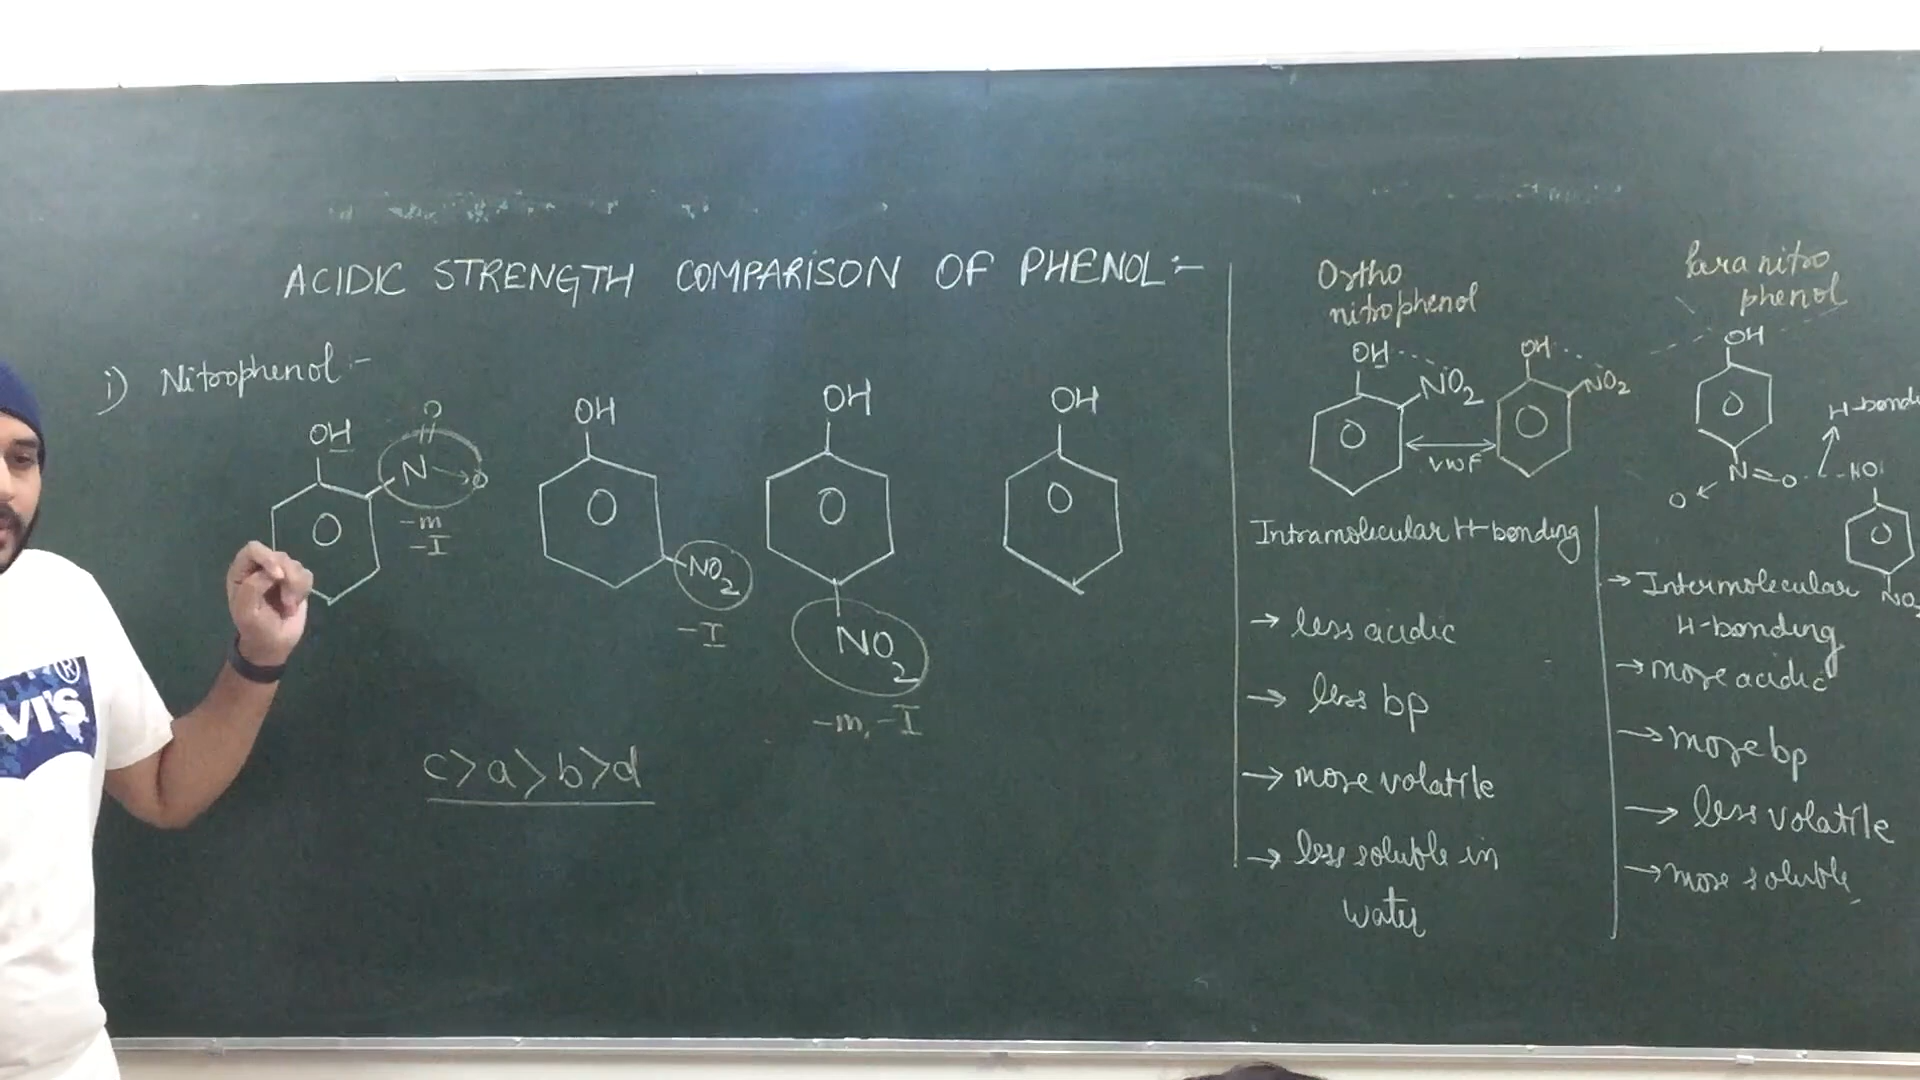 ACIDIC STRENGTH COMPARISON OF PHENOL:-
i) Nitrophenol:-
OH
O
N→O
-m
-I
OH
NO2
-I
OH
NO2
-m, -I
OH
c>a>b>d
Ortho
nitrophenol
OH
NO2
OH
NO2
VWF
Intramolecular H-bonding
→ less acidic
→ less bp
→ more volatile
→ less soluble in
water
Para nitro
phenol
OH
H-bond
O ← N=O
HO
NO2
→ Intermolecular
H-bonding
→ more acidic
→ more bp
→ less volatile
→ more soluble
VI'S
®